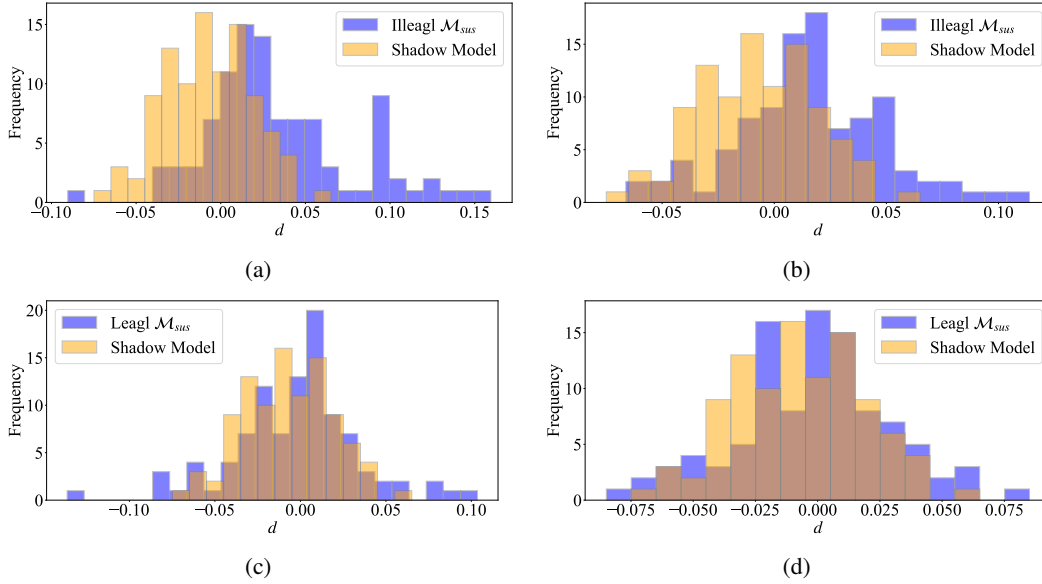 Illeagl M_sus
Shadow Model
Frequency
15
10
5
0
−0.10 −0.05 0.00 0.05 0.10 0.15
d
(a)
Illeagl M_sus
Shadow Model
Frequency
15
10
5
0
−0.05 0.00 0.05 0.10
d
(b)
Leagl M_sus
Shadow Model
Frequency
20
15
10
5
0
−0.10 −0.05 0.00 0.05 0.10
d
(c)
Leagl M_sus
Shadow Model
Frequency
15
10
5
0
−0.075 −0.050 −0.025 0.000 0.025 0.050 0.075
d
(d)